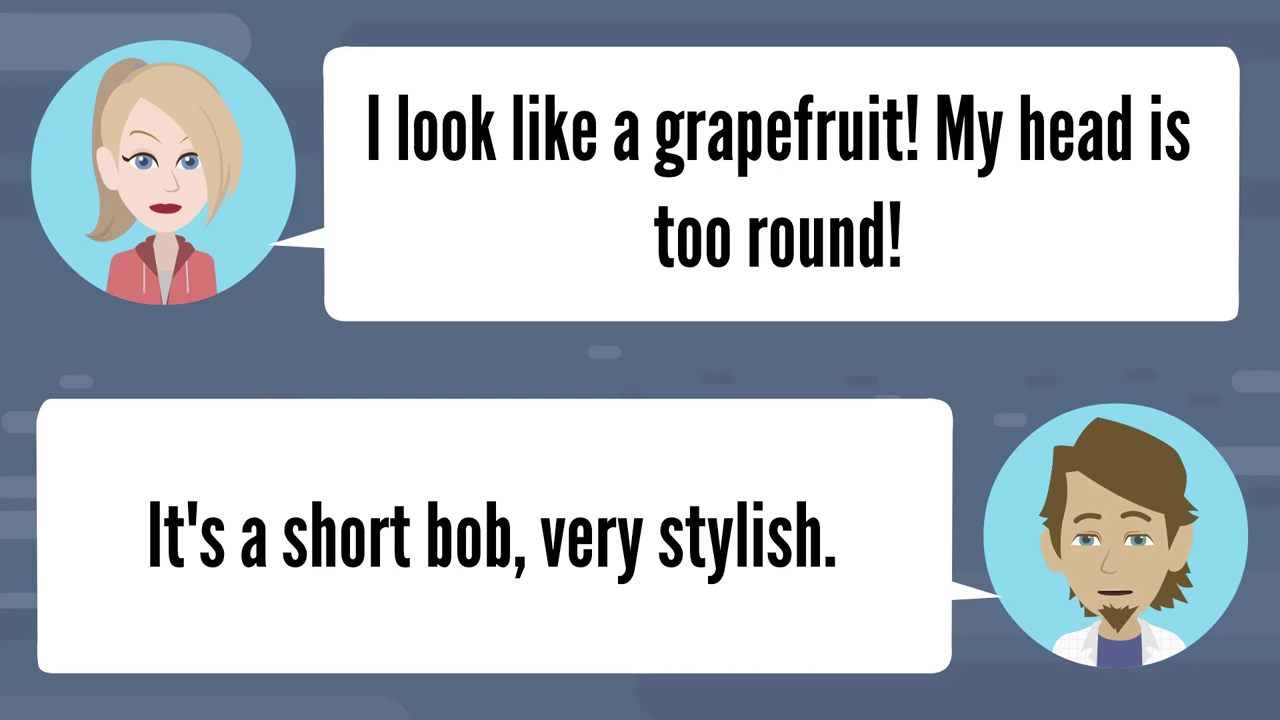 I look like a grapefruit! My head is
too round!
It's a short bob, very stylish.